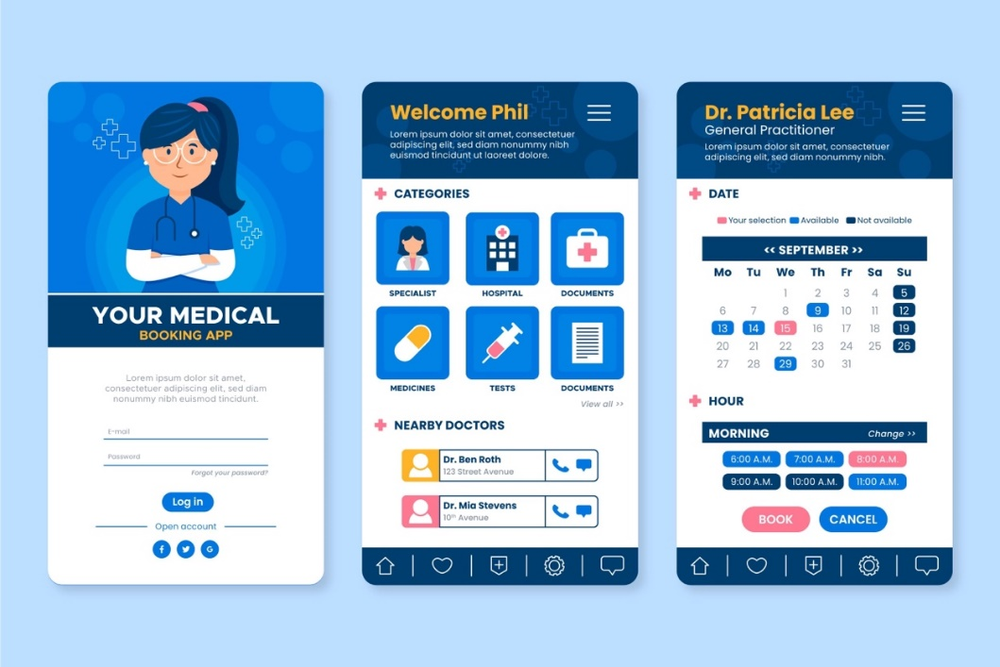 YOUR MEDICAL
BOOKING APP
Lorem ipsum dolor sit amet,
consectetuer adipiscing elit, sed diam
nonummy nibh euismod tincidunt.
E-mail
Password
Forgot your password?
Log in
Open account
f
G
Welcome Phil
Lorem ipsum dolor sit amet, consectetuer
adipiscing elit, sed diam nonummy nibh
euismod tincidunt ut laoreet dolore.
CATEGORIES
SPECIALIST HOSPITAL DOCUMENTS
MEDICINES TESTS DOCUMENTS
View all >>
NEARBY DOCTORS
Dr. Ben Roth
123 Street Avenue
Dr. Mia Stevens
10th Avenue
Dr. Patricia Lee
General Practitioner
Lorem ipsum dolor sit amet, consectetuer
adipiscing elit, sed diam nonummy nibh.
DATE
Your selection Available Not available
<< SEPTEMBER >>
Mo Tu We Th Fr Sa Su
1 2 3 4 5
6 7 8 9 10 11 12
13 14 15 16 17 18 19
20 21 22 23 24 25 26
27 28 29 30 31
HOUR
MORNING Change >>
6:00 A.M. 7:00 A.M. 8:00 A.M.
9:00 A.M. 10:00 A.M. 11:00 A.M.
BOOK CANCEL